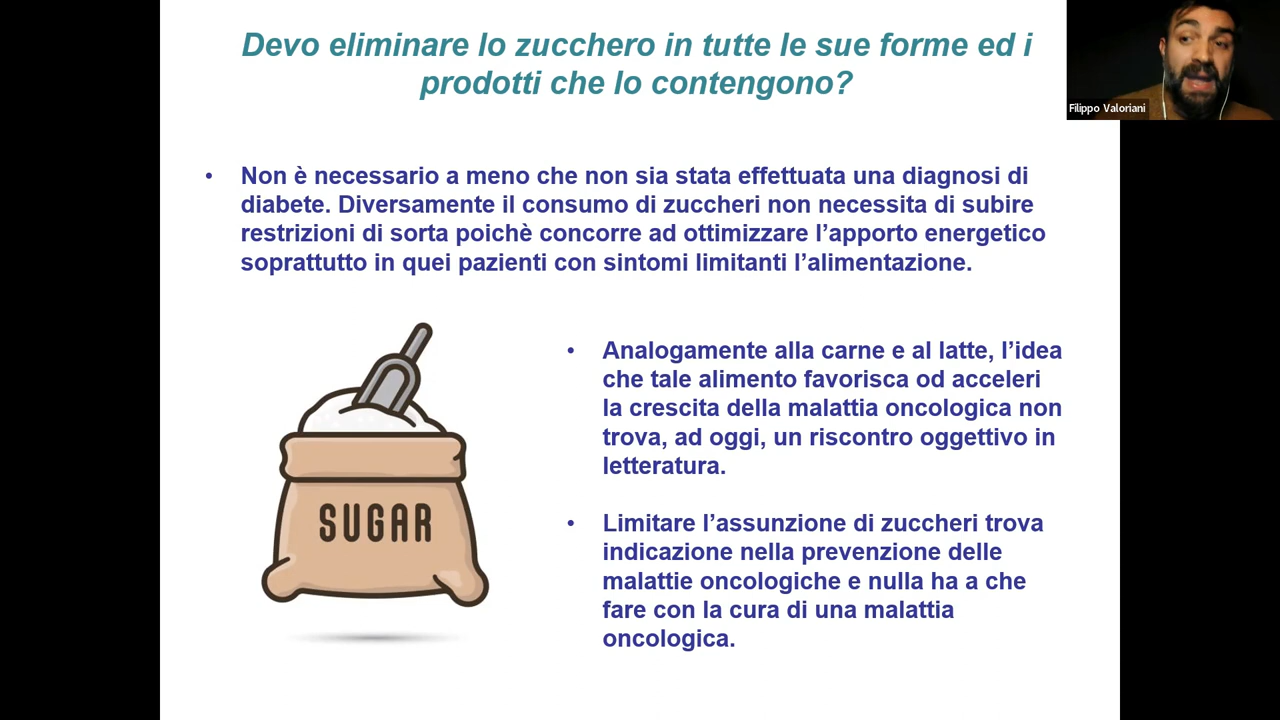 Devo eliminare lo zucchero in tutte le sue forme ed i
prodotti che lo contengono?
Filippo Valoriani
• Non è necessario a meno che non sia stata effettuata una diagnosi di
diabete. Diversamente il consumo di zuccheri non necessita di subire
restrizioni di sorta poichè concorre ad ottimizzare l’apporto energetico
soprattutto in quei pazienti con sintomi limitanti l’alimentazione.
SUGAR
• Analogamente alla carne e al latte, l’idea
che tale alimento favorisca od acceleri
la crescita della malattia oncologica non
trova, ad oggi, un riscontro oggettivo in
letteratura.
• Limitare l’assunzione di zuccheri trova
indicazione nella prevenzione delle
malattie oncologiche e nulla ha a che
fare con la cura di una malattia
oncologica.